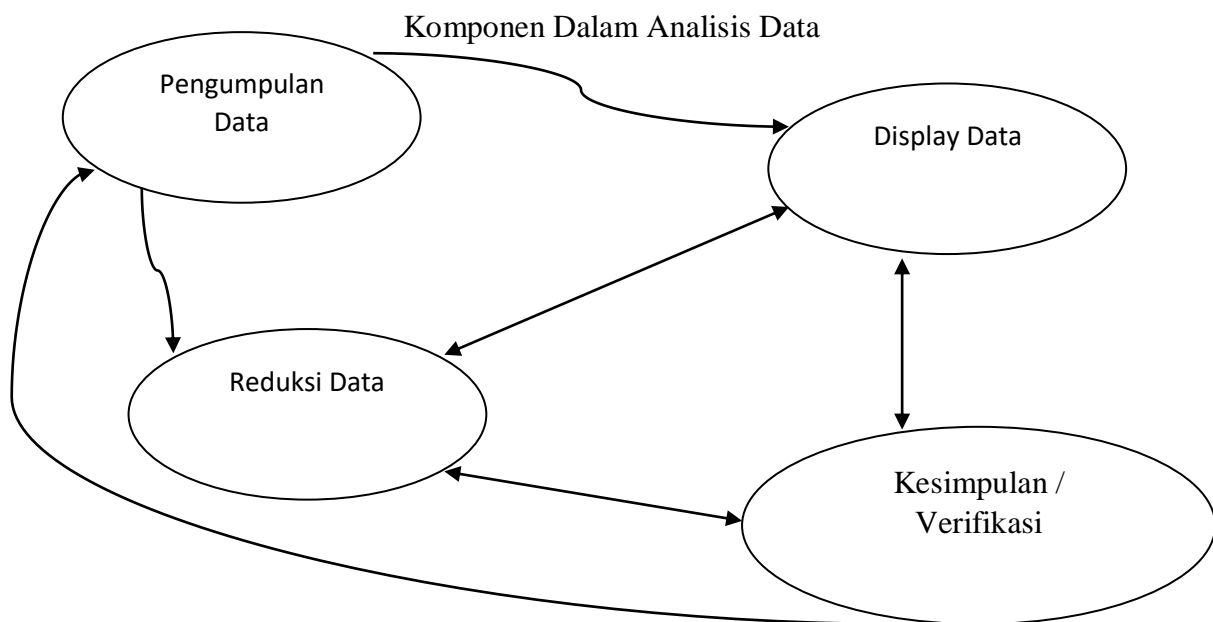 Komponen Dalam Analisis Data
Pengumpulan
Data
Display Data
Reduksi Data
Kesimpulan /
Verifikasi